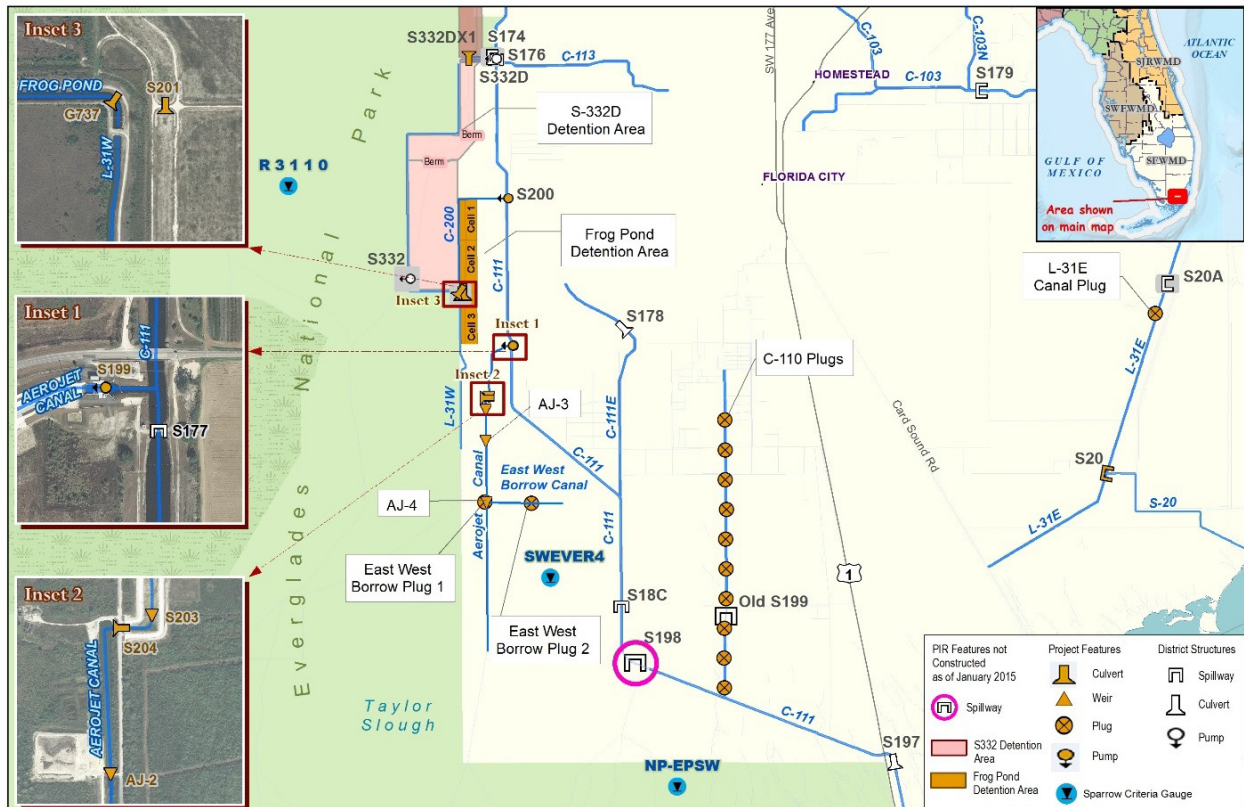 Inset 3
FROG POND
G737
S201
L-31W
Inset 1
C-111
S199
AEROJET
CANAL
S177
Inset 2
S203
S204
AEROJET CANAL
AJ-2
R3110
Everglades National Park
Taylor
Slough
S332DX1
S174
S176
S332D
C-113
S-332D
Detention Area
Berm
Berm
S200
C-200
Cell 1
Cell 2
Cell 3
Frog Pond
Detention Area
C-111
S332
Inset 3
Inset 1
Inset 2
L-31W
AJ-3
S178
C-111E
C-111
East West
Borrow Canal
Aerojet Canal
AJ-4
East West
Borrow Plug 1
SWEVER4
East West
Borrow Plug 2
C-111
S18C
S198
Old S199
C-110 Plugs
C-111
S197
NP-EPSW
SW 177 Ave
C-103
C-103N
HOMESTEAD
C-103
S179
FLORIDA CITY
Card Sound Rd
1
L-31E
Canal Plug
S20A
L-31E
S20
S-20
L-31E
ATLANTIC
OCEAN
SJRWMD
SWFWMD
SFWMD
GULF OF
MEXICO
Area shown
on main map
PIR Features not
Constructed
as of January 2015
Spillway
S332 Detention
Area
Frog Pond
Detention Area
Project Features
Culvert
Weir
Plug
Pump
Sparrow Criteria Gauge
District Structures
Spillway
Culvert
Pump